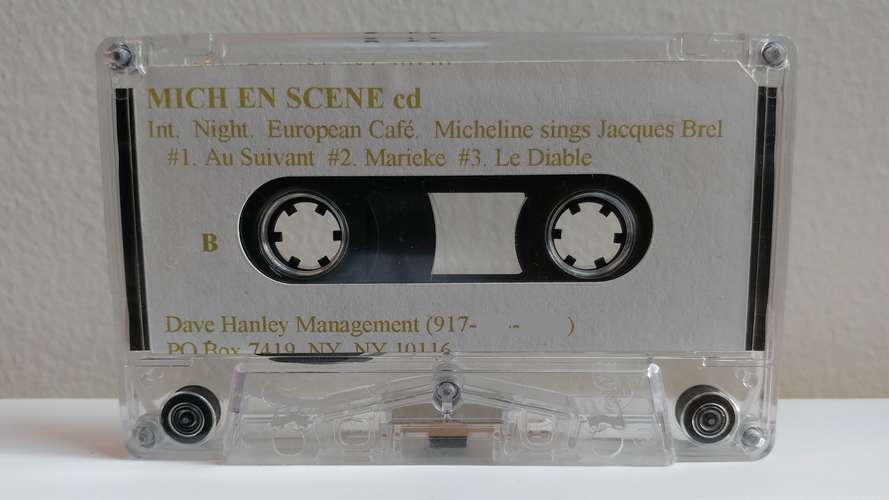 MICH EN SCENE cd
Int. Night. European Café. Micheline sings Jacques Brel
#1. Au Suivant #2. Marieke #3. Le Diable
B
Dave Hanley Management (917- -- )
PO Box 7419, NY, NY 10116